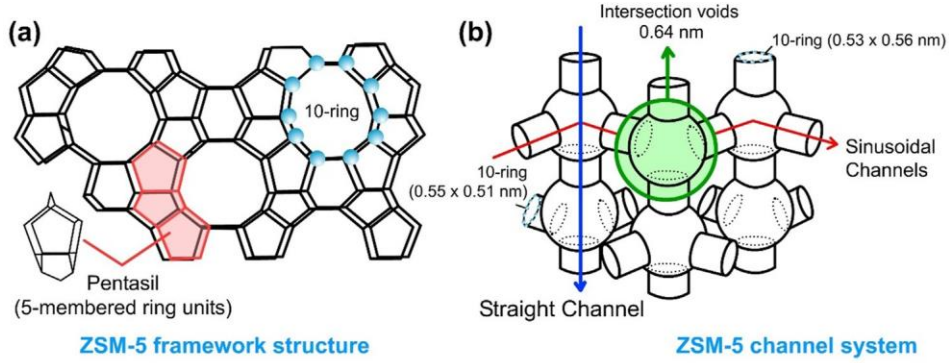 (a)
10-ring
Pentasil
(5-membered ring units)
ZSM-5 framework structure
(b)
Intersection voids
0.64 nm
10-ring (0.53 x 0.56 nm)
Sinusoidal
Channels
10-ring
(0.55 x 0.51 nm)
Straight Channel
ZSM-5 channel system